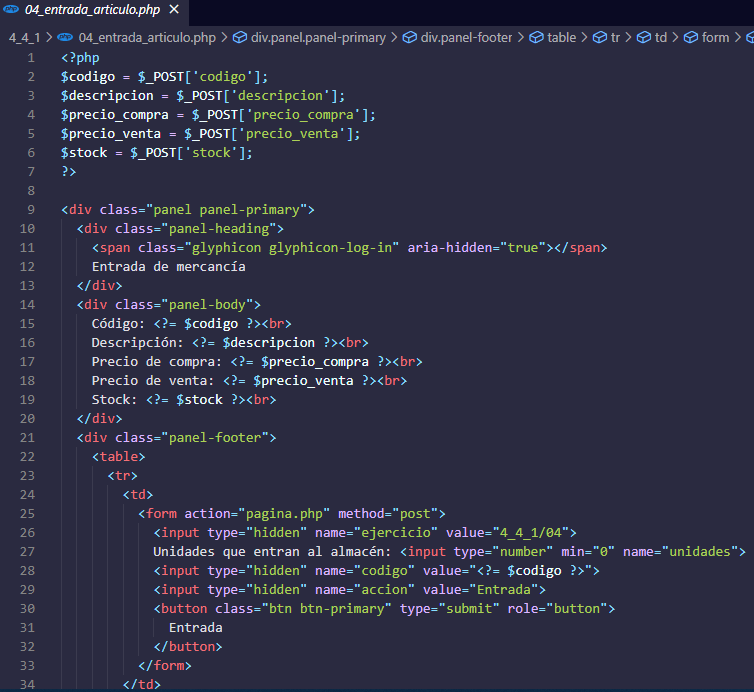 04_entrada_articulo.php ✕
4_4_1 > 04_entrada_articulo.php > div.panel.panel-primary > div.panel-footer > table > tr > td > form >
1 <?php
2 $codigo = $_POST['codigo'];
3 $descripcion = $_POST['descripcion'];
4 $precio_compra = $_POST['precio_compra'];
5 $precio_venta = $_POST['precio_venta'];
6 $stock = $_POST['stock'];
7 ?>
8
9 <div class="panel panel-primary">
10 <div class="panel-heading">
11 <span class="glyphicon glyphicon-log-in" aria-hidden="true"></span>
12 Entrada de mercancía
13 </div>
14 <div class="panel-body">
15 Código: <?= $codigo ?><br>
16 Descripción: <?= $descripcion ?><br>
17 Precio de compra: <?= $precio_compra ?><br>
18 Precio de venta: <?= $precio_venta ?><br>
19 Stock: <?= $stock ?><br>
20 </div>
21 <div class="panel-footer">
22 <table>
23 <tr>
24 <td>
25 <form action="pagina.php" method="post">
26 <input type="hidden" name="ejercicio" value="4_4_1/04">
27 Unidades que entran al almacén: <input type="number" min="0" name="unidades">
28 <input type="hidden" name="codigo" value="<?= $codigo ?>">
29 <input type="hidden" name="accion" value="Entrada">
30 <button class="btn btn-primary" type="submit" role="button">
31 Entrada
32 </button>
33 </form>
34 </td>